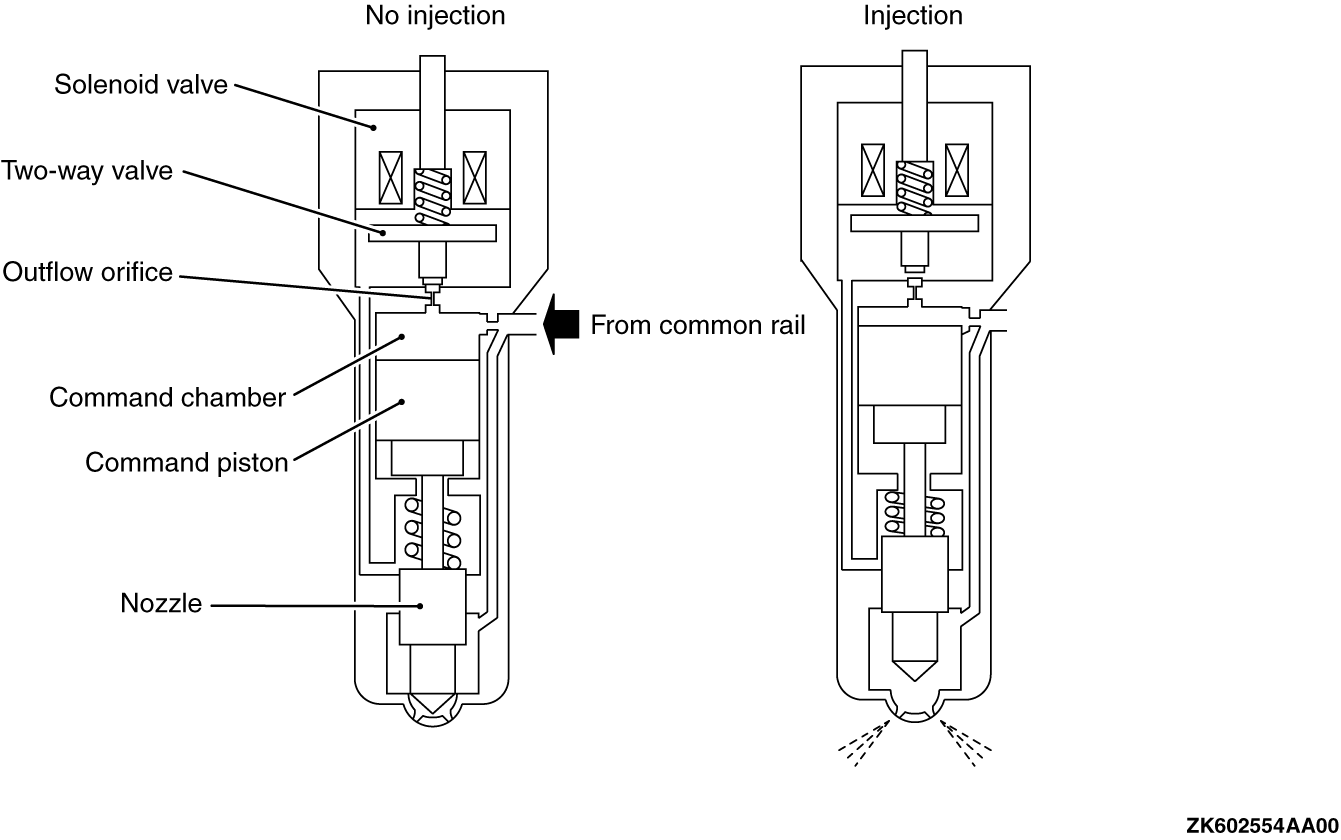 No injection
Injection
Solenoid valve
Two-way valve
Outflow orifice
From common rail
Command chamber
Command piston
Nozzle
ZK602554AA00